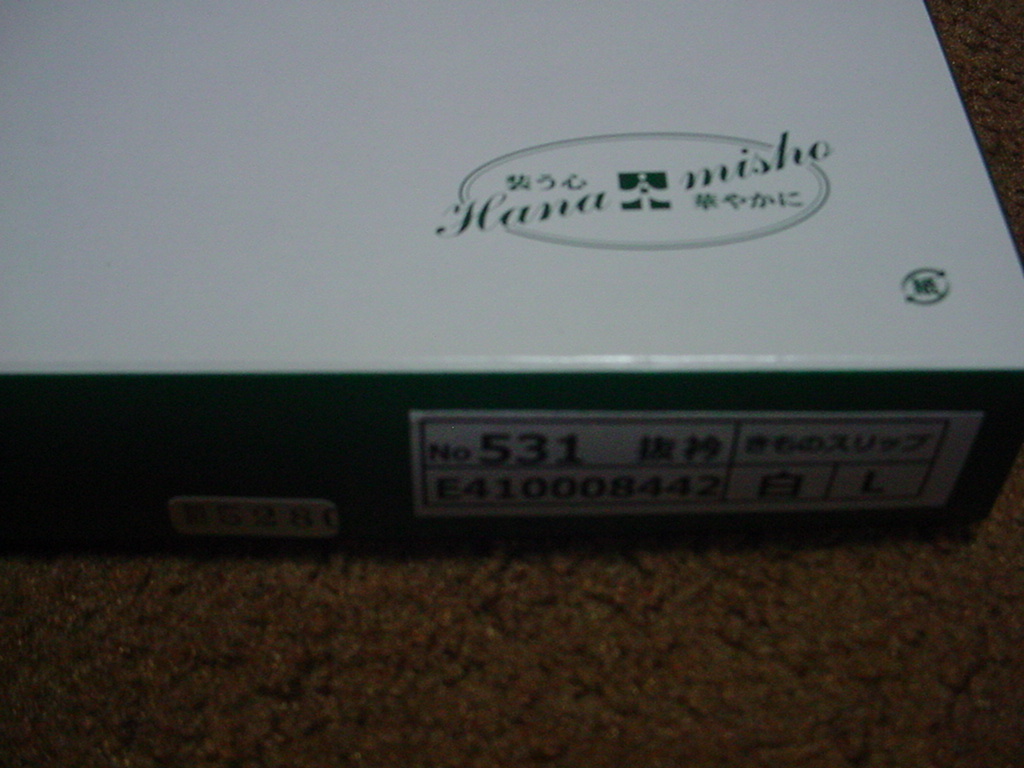 装う心
Hana misho
華やかに
紙
No 531 抜衿 きものスリップ
E410008442 白 L